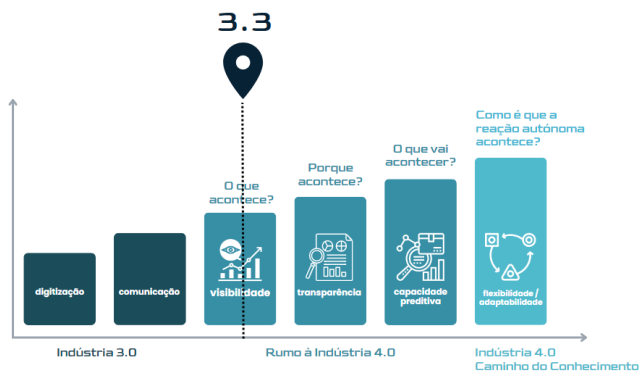 3.3
Como é que a
reação autónoma
acontece?
O que vai
acontecer?
Porque
acontece?
O que
acontece?
digitização
comunicação
visibilidade
transparência
capacidade
preditiva
flexibilidade /
adaptabilidade
Indústria 3.0
Rumo à Indústria 4.0
Indústria 4.0
Caminho do Conhecimento